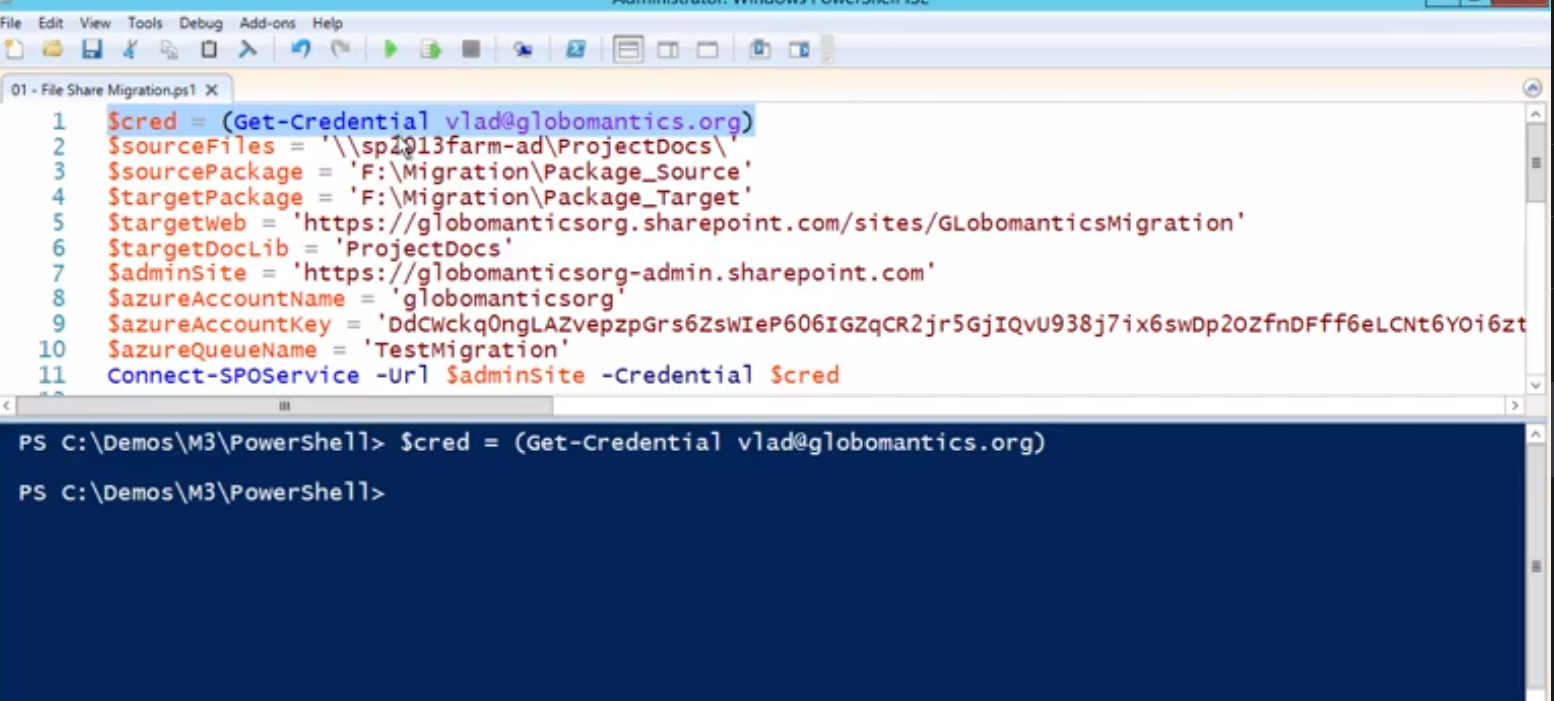 Administrator: Windows PowerShell ISE
File Edit View Tools Debug Add-ons Help
01 - File Share Migration.ps1 X
1 $cred = (Get-Credential vlad@globomantics.org)
2 $sourceFiles = '\\sp2013farm-ad\ProjectDocs\'
3 $sourcePackage = 'F:\Migration\Package_Source'
4 $targetPackage = 'F:\Migration\Package_Target'
5 $targetWeb = 'https://globomanticsorg.sharepoint.com/sites/GLobomanticsMigration'
6 $targetDocLib = 'ProjectDocs'
7 $adminSite = 'https://globomanticsorg-admin.sharepoint.com'
8 $azureAccountName = 'globomanticsorg'
9 $azureAccountKey =
10 $azureQueueName = 'TestMigration'
11 Connect-SPOService -Url $adminSite -Credential $cred
PS C:\Demos\M3\PowerShell> $cred = (Get-Credential vlad@globomantics.org)
PS C:\Demos\M3\PowerShell>